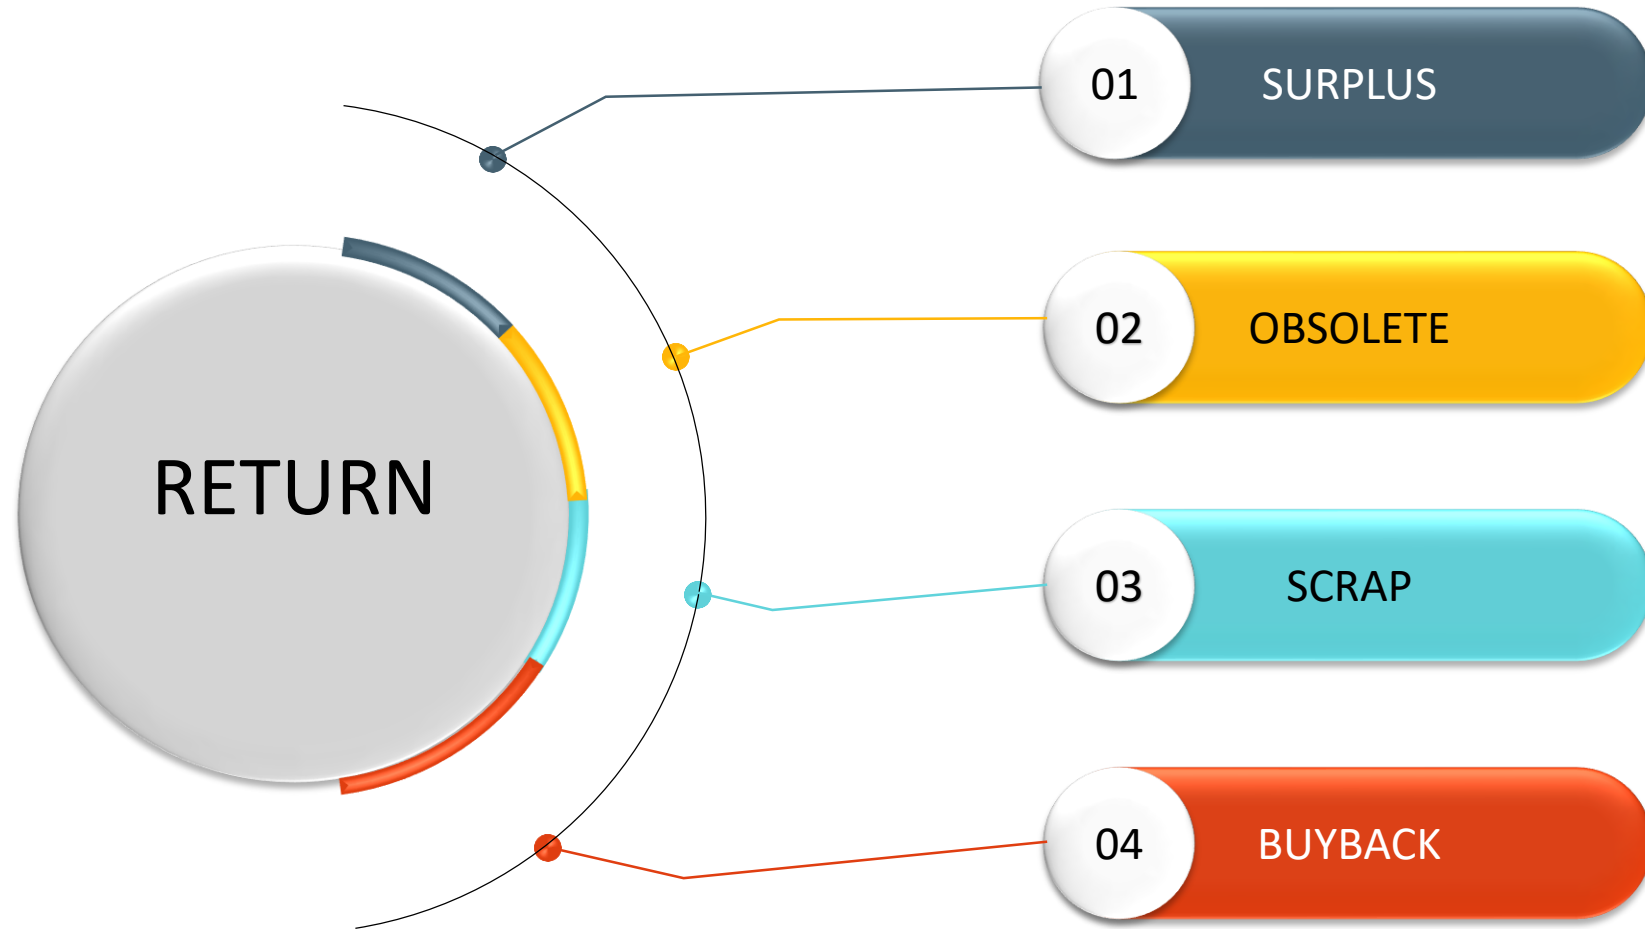 RETURN
01 SURPLUS
02 OBSOLETE
03 SCRAP
04 BUYBACK